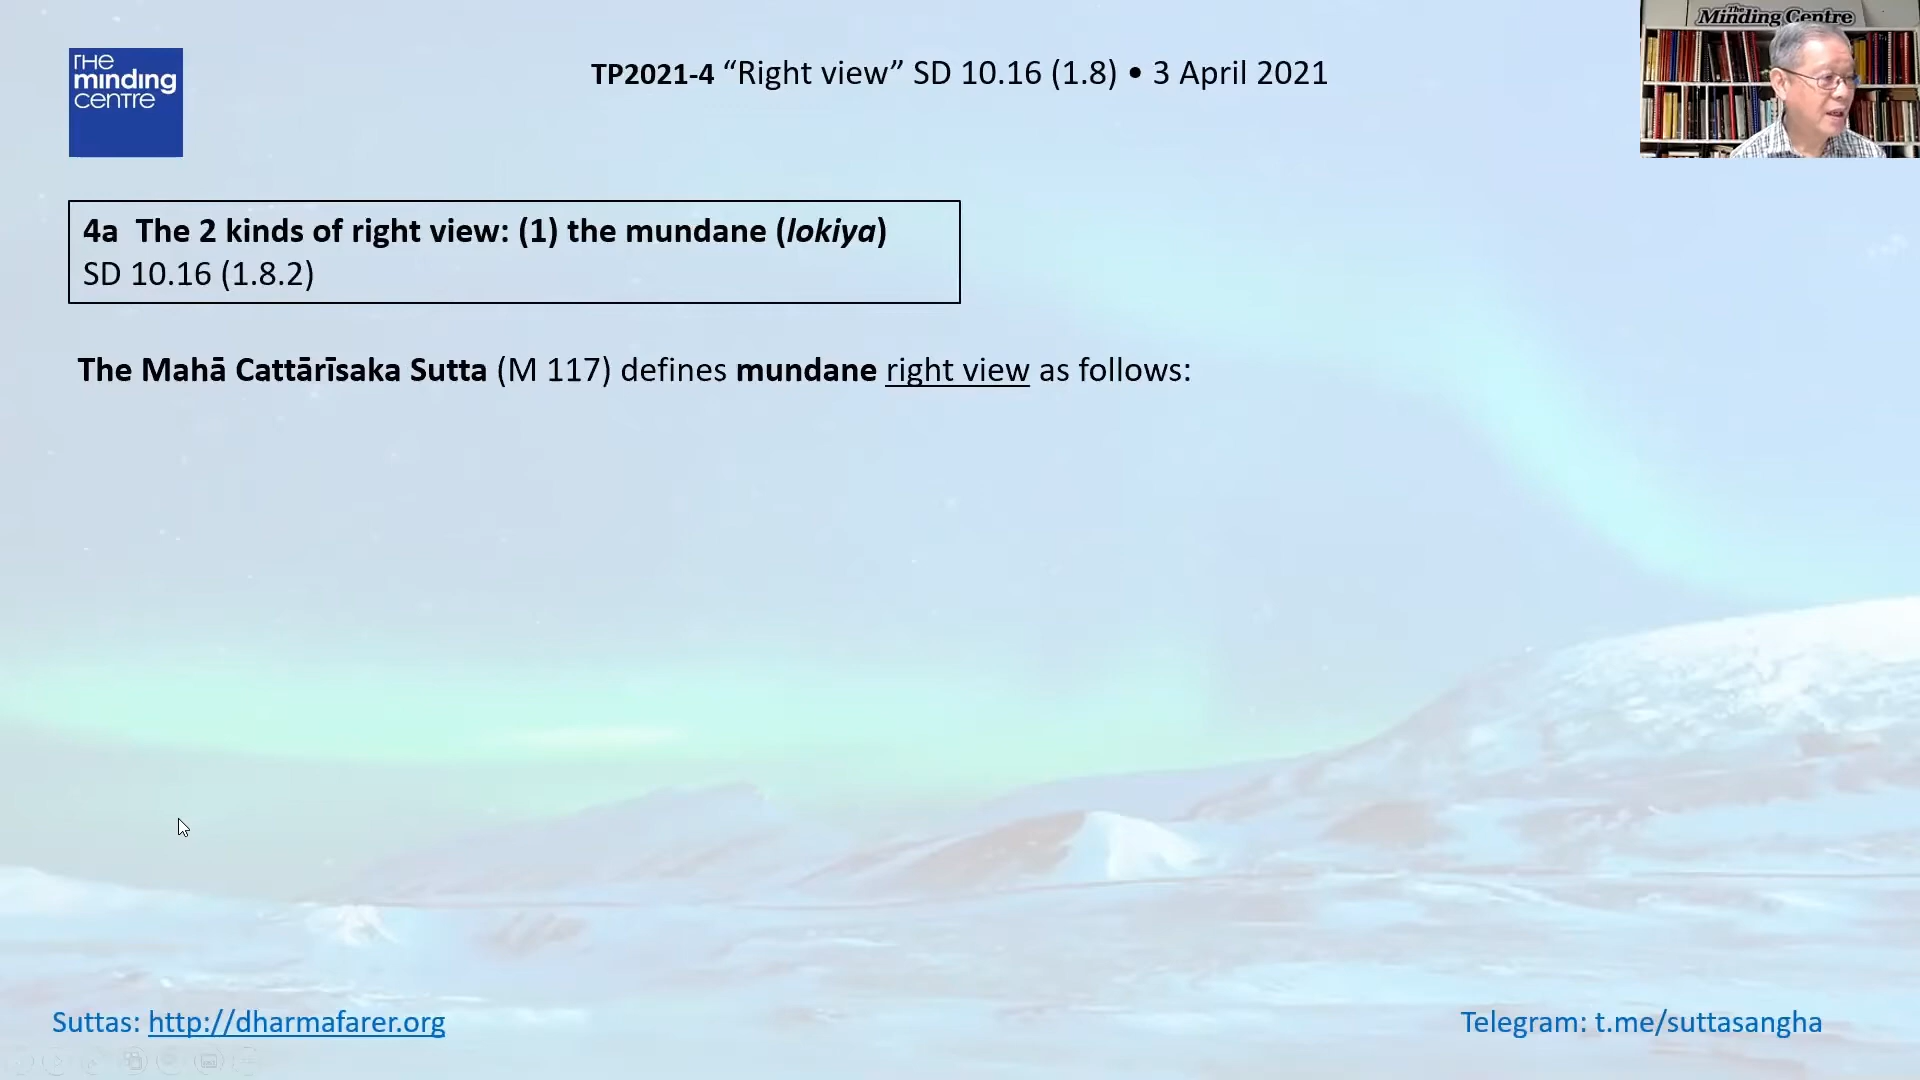 THE
minding
centre
TP2021-4 “Right view” SD 10.16 (1.8) • 3 April 2021
The
Minding Centre
4a The 2 kinds of right view: (1) the mundane (lokiya)
SD 10.16 (1.8.2)
The Mahā Cattārīsaka Sutta (M 117) defines mundane right view as follows:
Suttas: http://dharmafarer.org
Telegram: t.me/suttasangha